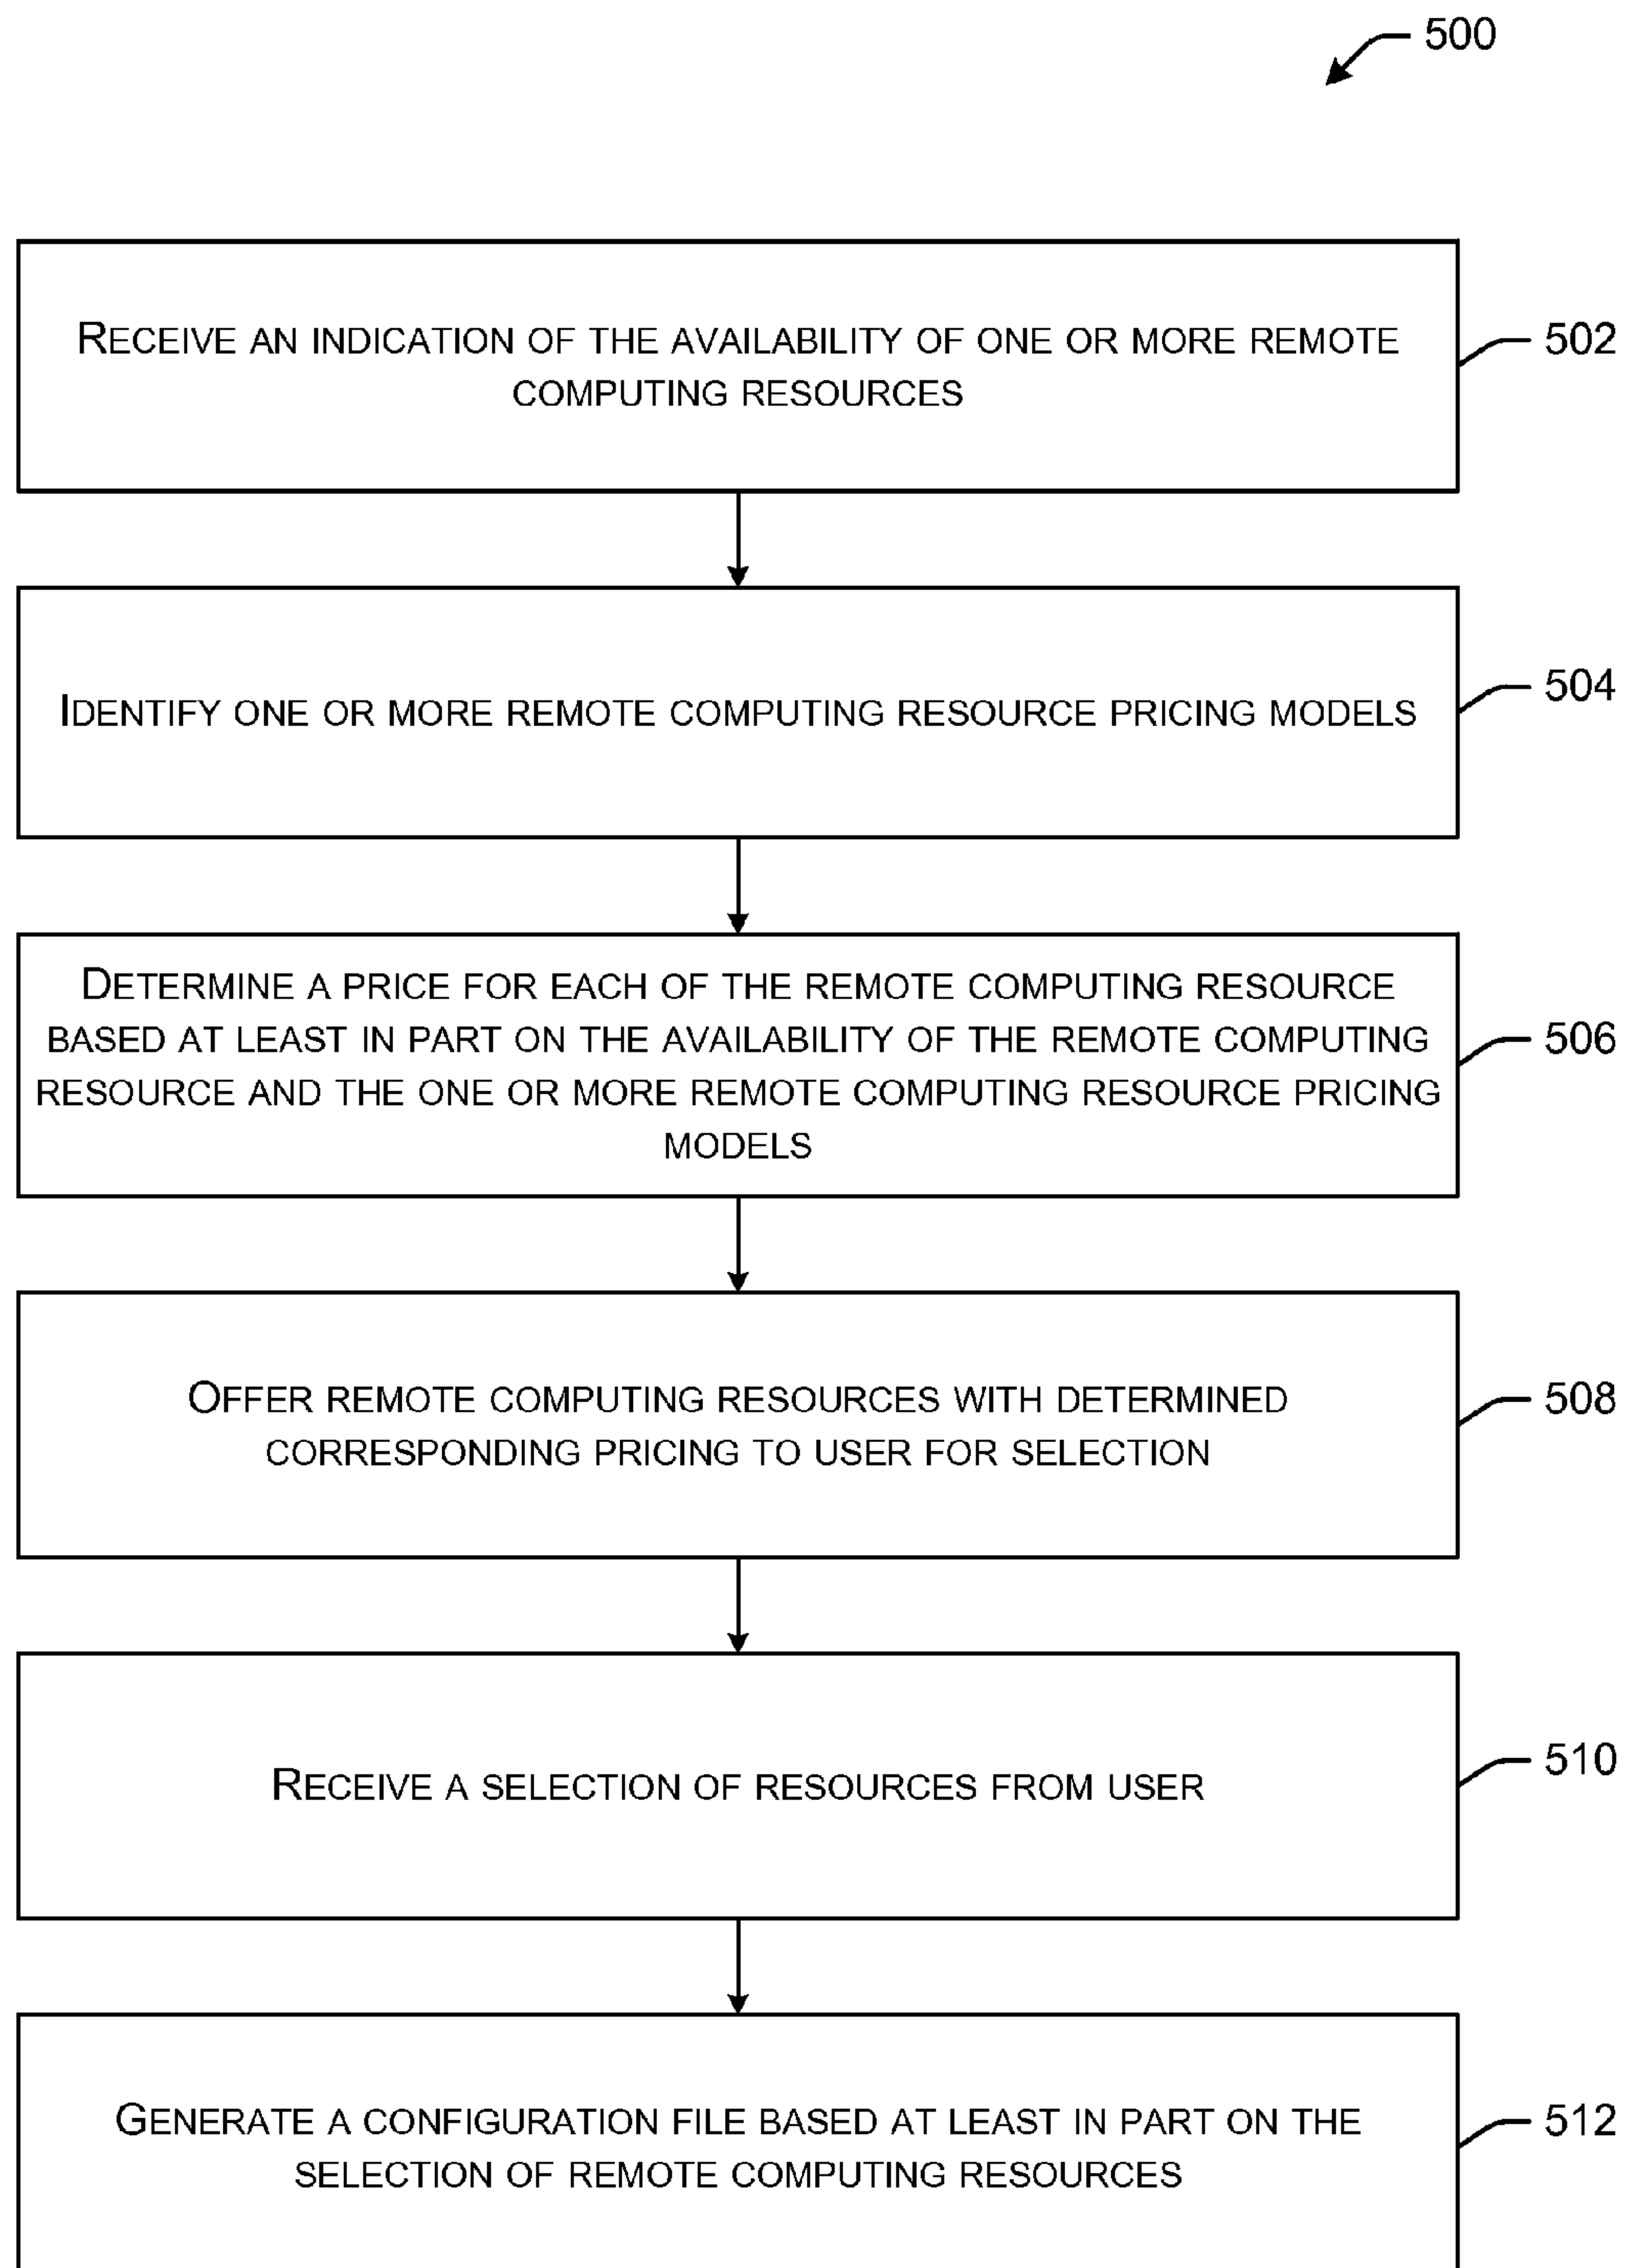 500
RECEIVE AN INDICATION OF THE AVAILABILITY OF ONE OR MORE REMOTE
COMPUTING RESOURCES
502
IDENTIFY ONE OR MORE REMOTE COMPUTING RESOURCE PRICING MODELS
504
DETERMINE A PRICE FOR EACH OF THE REMOTE COMPUTING RESOURCE
BASED AT LEAST IN PART ON THE AVAILABILITY OF THE REMOTE COMPUTING
RESOURCE AND THE ONE OR MORE REMOTE COMPUTING RESOURCE PRICING
MODELS
506
OFFER REMOTE COMPUTING RESOURCES WITH DETERMINED
CORRESPONDING PRICING TO USER FOR SELECTION
508
RECEIVE A SELECTION OF RESOURCES FROM USER
510
GENERATE A CONFIGURATION FILE BASED AT LEAST IN PART ON THE
SELECTION OF REMOTE COMPUTING RESOURCES
512